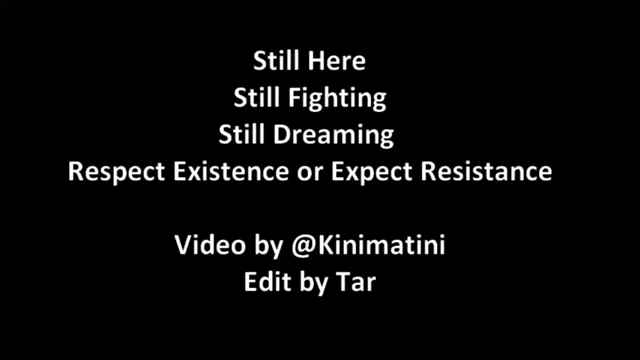 Still Here
Still Fighting
Still Dreaming
Respect Existence or Expect Resistance
Video by @Kinimatini
Edit by Tar